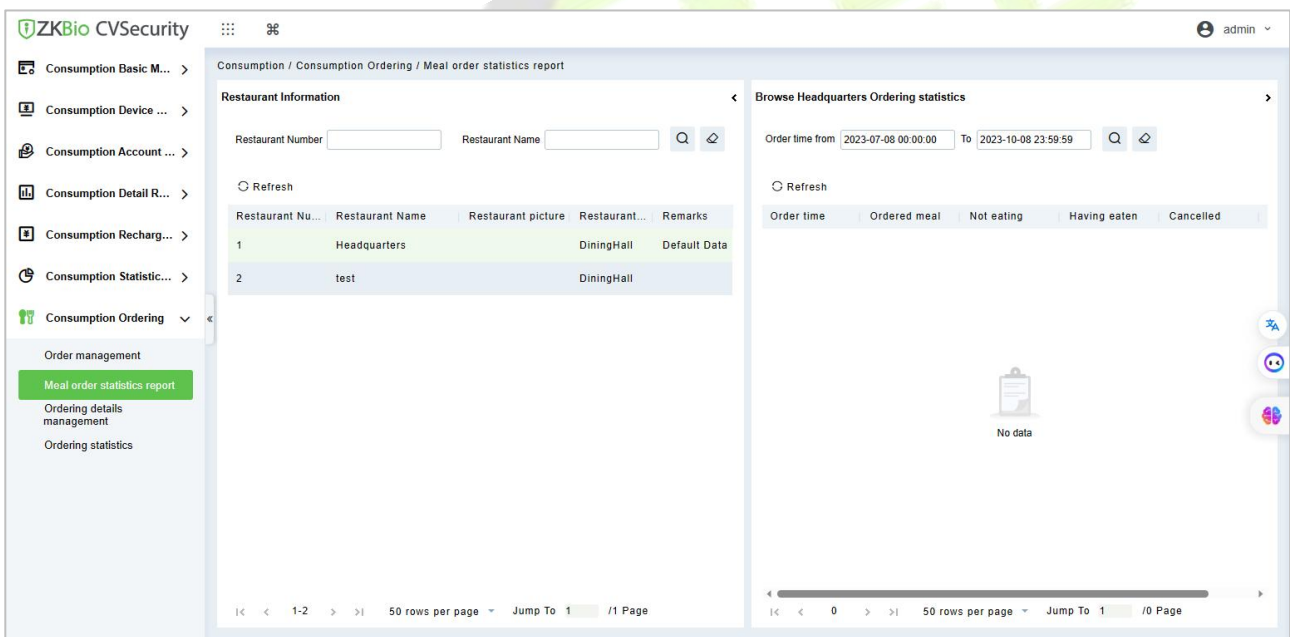 ZKBio CVSecurity
admin
Consumption Basic M...
Consumption Device ...
Consumption Account ...
Consumption Detail R...
Consumption Recharg...
Consumption Statistic...
Consumption Ordering
Order management
Meal order statistics report
Ordering details
management
Ordering statistics
Consumption / Consumption Ordering / Meal order statistics report
Restaurant Information
Restaurant Number
Restaurant Name
Refresh
Restaurant Nu... Restaurant Name Restaurant picture Restaurant... Remarks
1 Headquarters DiningHall Default Data
2 test DiningHall
1-2 50 rows per page Jump To 1 /1 Page
Browse Headquarters Ordering statistics
Order time from 2023-07-08 00:00:00 To 2023-10-08 23:59:59
Refresh
Order time Ordered meal Not eating Having eaten Cancelled
No data
0 50 rows per page Jump To 1 /0 Page